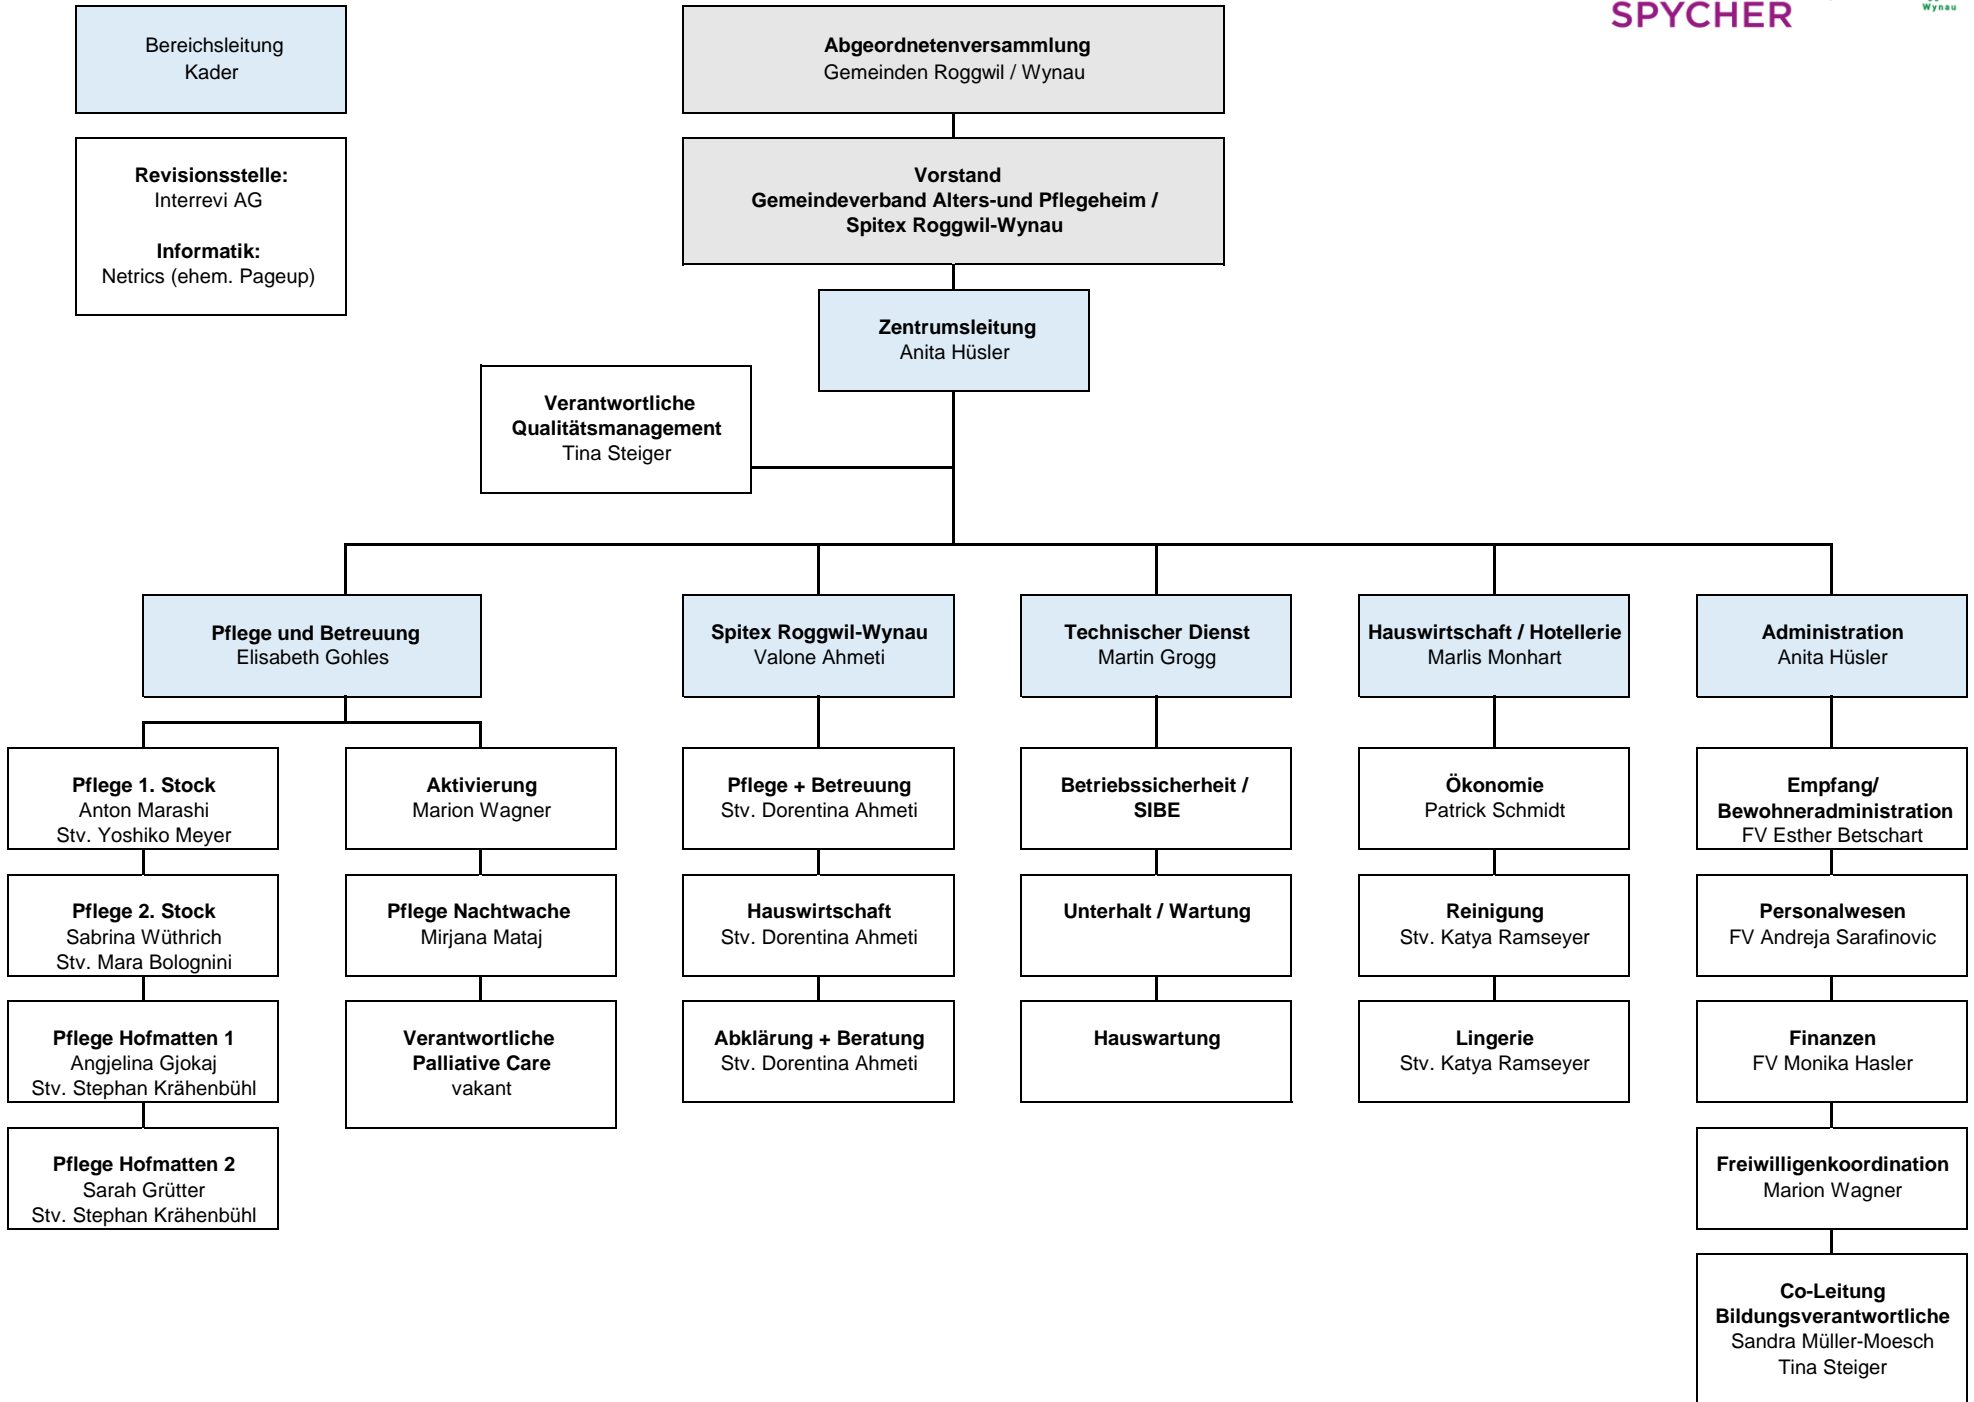 SPYCHER
Wynau
Bereichsleitung
Kader
Abgeordnetenversammlung
Gemeinden Roggwil / Wynau
Revisionsstelle:
Interrevi AG
Informatik:
Netrics (ehem. Pageup)
Vorstand
Gemeindeverband Alters-und Pflegeheim /
Spitex Roggwil-Wynau
Zentrumsleitung
Anita Hüsler
Verantwortliche
Qualitätsmanagement
Tina Steiger
Pflege und Betreuung
Elisabeth Gohles
Spitex Roggwil-Wynau
Valone Ahmeti
Technischer Dienst
Martin Grogg
Hauswirtschaft / Hotellerie
Marlis Monhart
Administration
Anita Hüsler
Pflege 1. Stock
Anton Marashi
Stv. Yoshiko Meyer
Aktivierung
Marion Wagner
Pflege + Betreuung
Stv. Dorentina Ahmeti
Betriebssicherheit /
SIBE
Ökonomie
Patrick Schmidt
Empfang/
Bewohneradministration
FV Esther Betschart
Pflege 2. Stock
Sabrina Wüthrich
Stv. Mara Bolognini
Pflege Nachtwache
Mirjana Mataj
Hauswirtschaft
Stv. Dorentina Ahmeti
Unterhalt / Wartung
Reinigung
Stv. Katya Ramseyer
Personalwesen
FV Andreja Sarafinovic
Pflege Hofmatten 1
Angjelina Gjokaj
Stv. Stephan Krähenbühl
Verantwortliche
Palliative Care
vakant
Abklärung + Beratung
Stv. Dorentina Ahmeti
Hauswartung
Lingerie
Stv. Katya Ramseyer
Finanzen
FV Monika Hasler
Pflege Hofmatten 2
Sarah Grütter
Stv. Stephan Krähenbühl
Freiwilligenkoordination
Marion Wagner
Co-Leitung
Bildungsverantwortliche
Sandra Müller-Moesch
Tina Steiger